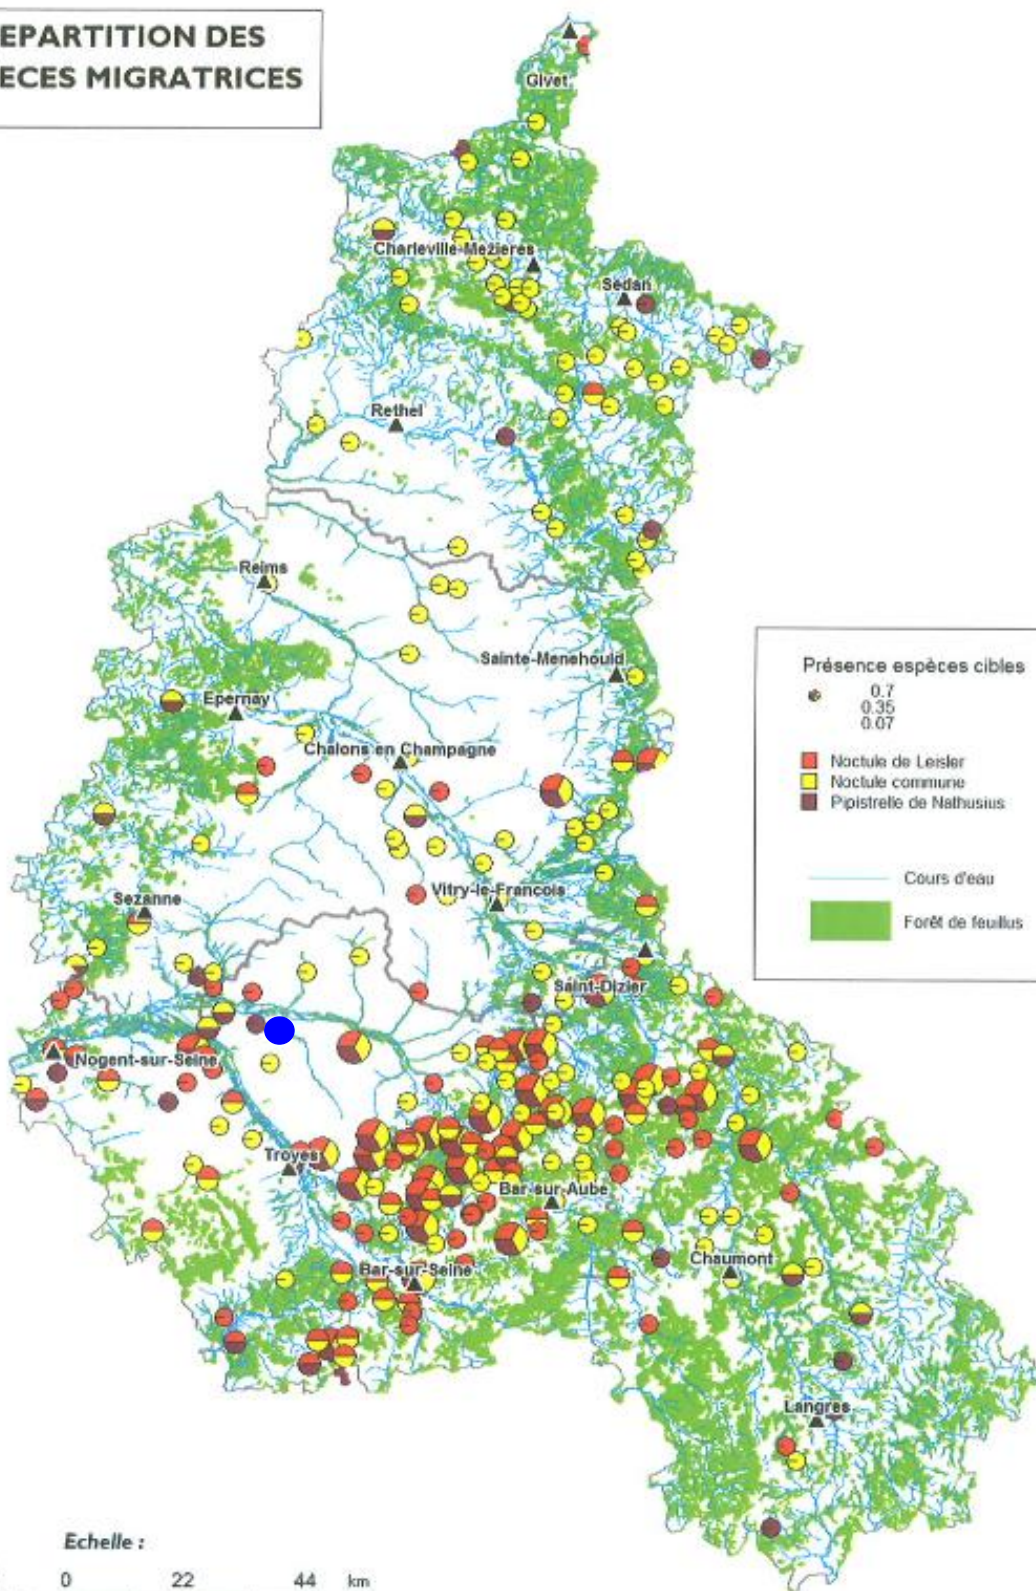 EPARTITION DES
ECES MIGRATRICES
Givet
Charleville-Mezieres
Sedan
Rethel
Reims
Sainte-Menehould
Epernay
Chalons en Champagne
Présence espèces cibles
0.7
0.35
0.07
Noctule de Leisler
Noctule commune
Pipistrelle de Nathusius
Cours d'eau
Forêt de feuillus
Vitry-le-Francois
Sezanne
Saint-Dizier
Nogent-sur-Seine
Troyes
Bar-sur-Aube
Chaumont
Bar-sur-Seine
Langres
Echelle :
0 22 44 km